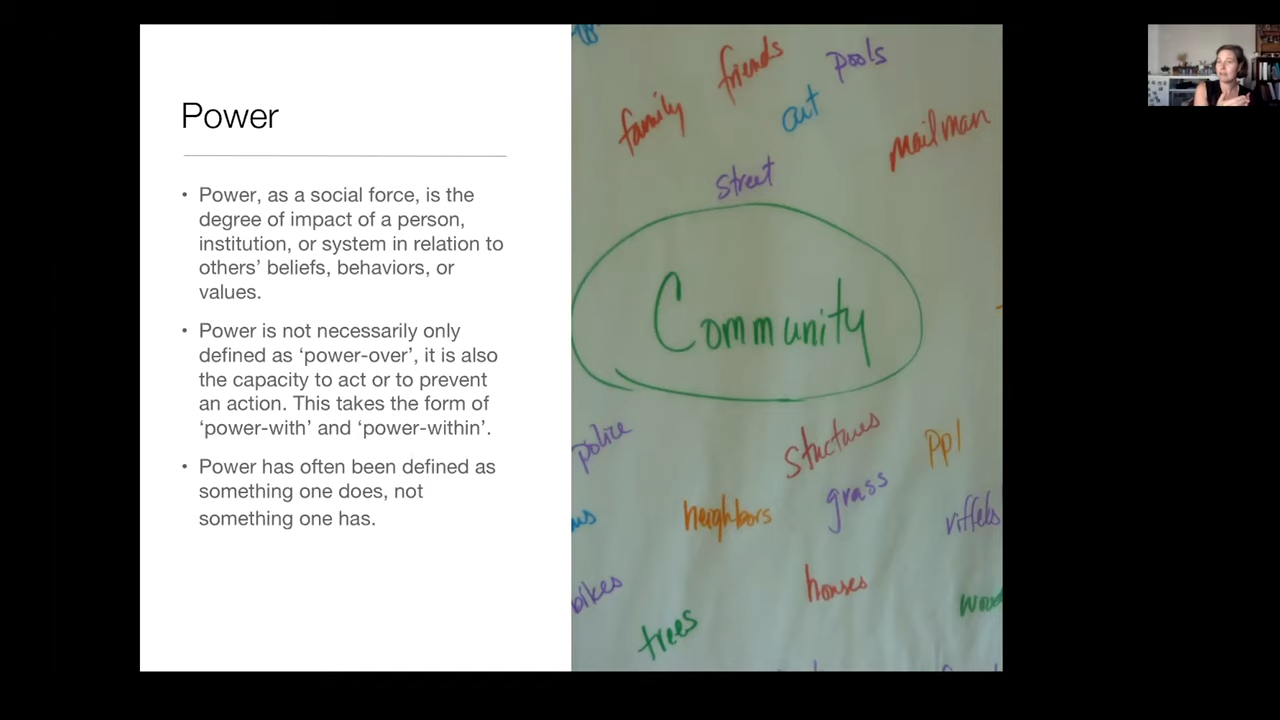 Power
• Power, as a social force, is the
degree of impact of a person,
institution, or system in relation to
others’ beliefs, behaviors, or
values.
• Power is not necessarily only
defined as ‘power-over’, it is also
the capacity to act or to prevent
an action. This takes the form of
‘power-with’ and ‘power-within’.
• Power has often been defined as
something one does, not
something one has.
friends
pools
family
art
mailman
street
Community
police
structures
ppl
grass
neighbors
houses
bikes
trees